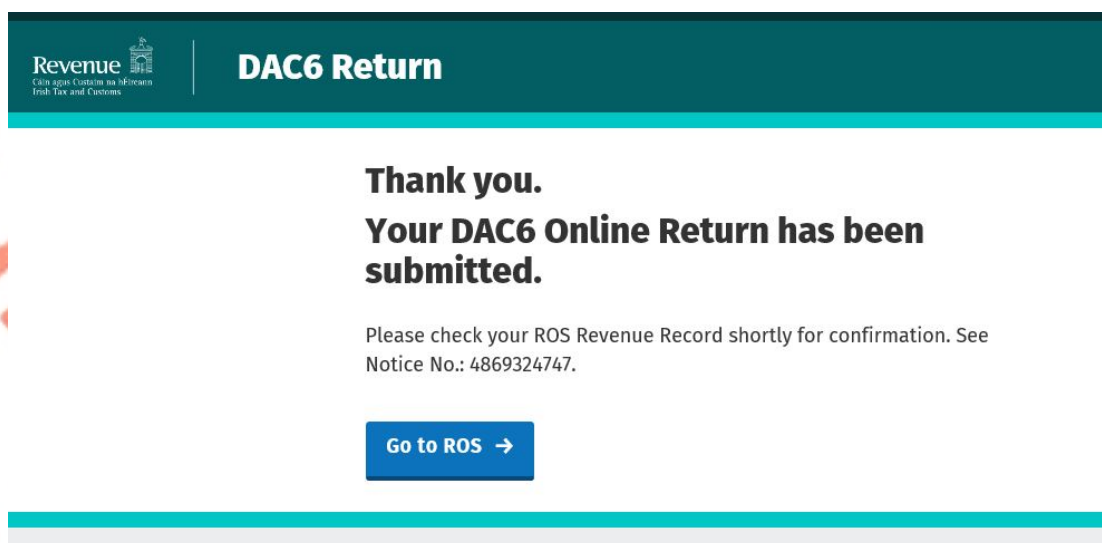 Revenue
Cáin agus Custaim na hÉireann
Irish Tax and Customs
DAC6 Return
Thank you.
Your DAC6 Online Return has been
submitted.
Please check your ROS Revenue Record shortly for confirmation. See
Notice No.: 4869324747.
Go to ROS →